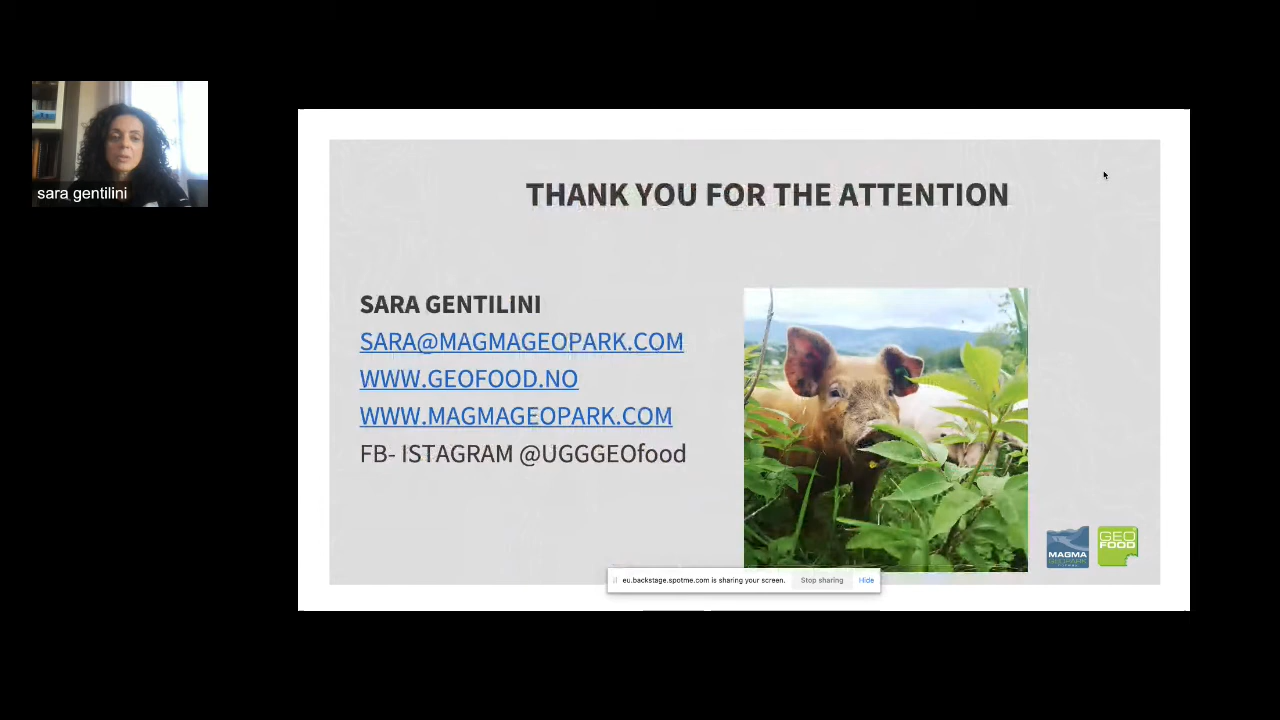 sara gentilini
THANK YOU FOR THE ATTENTION
SARA GENTILINI
SARA@MAGMAGEOPARK.COM
WWW.GEOFOOD.NO
WWW.MAGMAGEOPARK.COM
FB- ISTAGRAM @UGGGEOfood
MAGMA
GEOPARK
GEO
FOOD
eu.backstage.spotme.com is sharing your screen.
Stop sharing
Hide